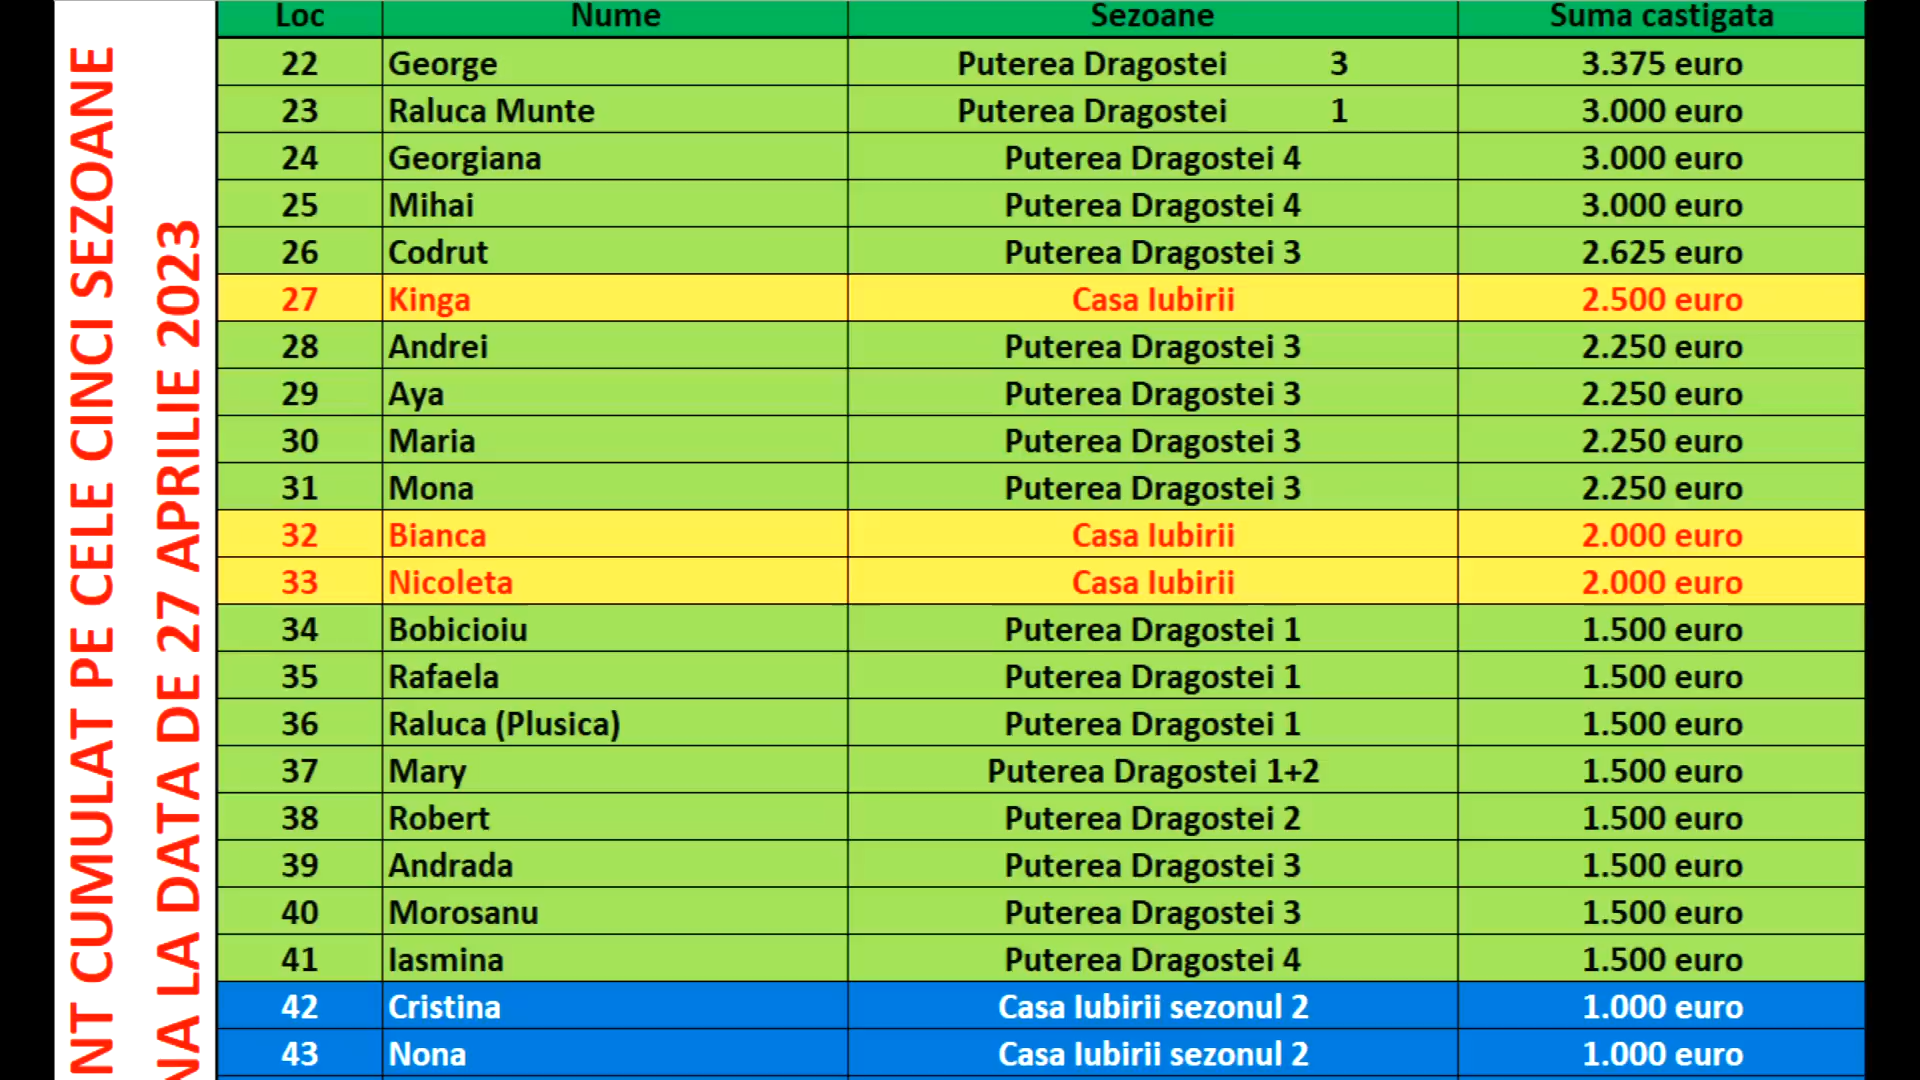 NT CUMULAT PE CELE CINCI SEZOANE
LA DATA DE 27 APRILIE 2023
Loc Nume Sezoane Suma castigata
22 George Puterea Dragostei 3 3.375 euro
23 Raluca Munte Puterea Dragostei 1 3.000 euro
24 Georgiana Puterea Dragostei 4 3.000 euro
25 Mihai Puterea Dragostei 4 3.000 euro
26 Codrut Puterea Dragostei 3 2.625 euro
27 Kinga Casa Iubirii 2.500 euro
28 Andrei Puterea Dragostei 3 2.250 euro
29 Aya Puterea Dragostei 3 2.250 euro
30 Maria Puterea Dragostei 3 2.250 euro
31 Mona Puterea Dragostei 3 2.250 euro
32 Bianca Casa Iubirii 2.000 euro
33 Nicoleta Casa Iubirii 2.000 euro
34 Bobicioiu Puterea Dragostei 1 1.500 euro
35 Rafaela Puterea Dragostei 1 1.500 euro
36 Raluca (Plusica) Puterea Dragostei 1 1.500 euro
37 Mary Puterea Dragostei 1+2 1.500 euro
38 Robert Puterea Dragostei 2 1.500 euro
39 Andrada Puterea Dragostei 3 1.500 euro
40 Morosanu Puterea Dragostei 3 1.500 euro
41 Iasmina Puterea Dragostei 4 1.500 euro
42 Cristina Casa Iubirii sezonul 2 1.000 euro
43 Nona Casa Iubirii sezonul 2 1.000 euro